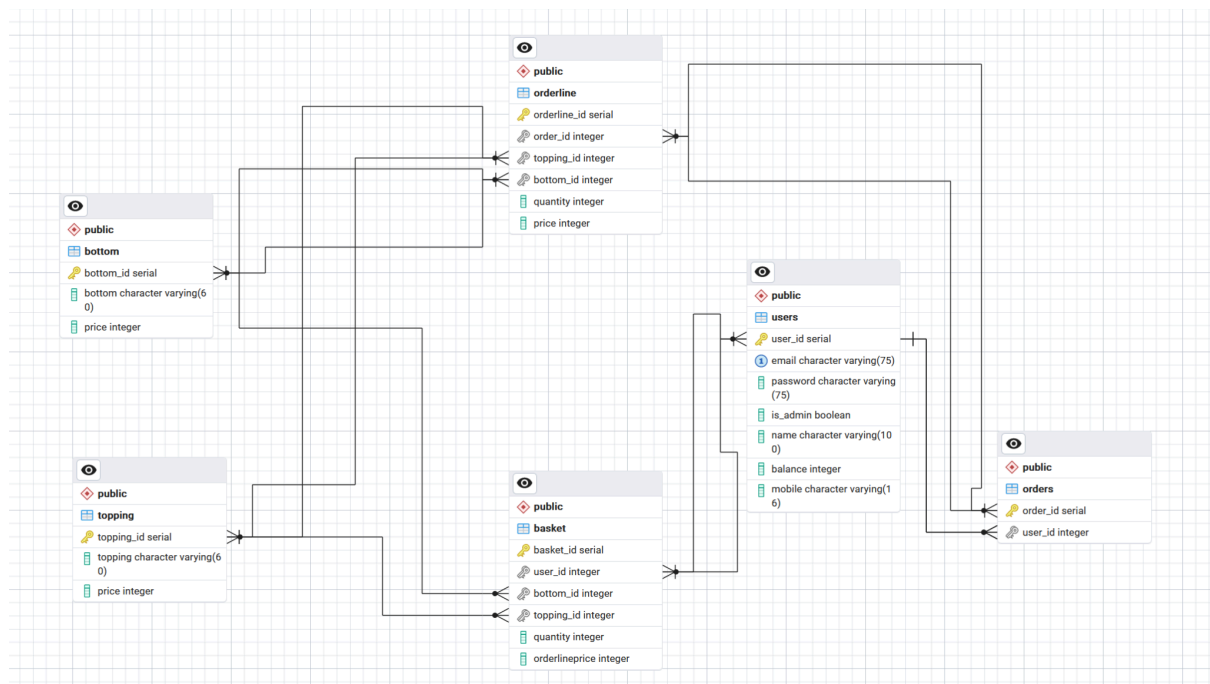 public
orderline
orderline_id serial
order_id integer
topping_id integer
bottom_id integer
quantity integer
price integer
public
bottom
bottom_id serial
bottom character varying(6
0)
price integer
public
users
user_id serial
1 email character varying(75)
password character varying
(75)
is_admin boolean
name character varying(10
0)
balance integer
mobile character varying(1
6)
public
orders
order_id serial
user_id integer
public
topping
topping_id serial
topping character varying(6
0)
price integer
public
basket
basket_id serial
user_id integer
bottom_id integer
topping_id integer
quantity integer
orderlineprice integer